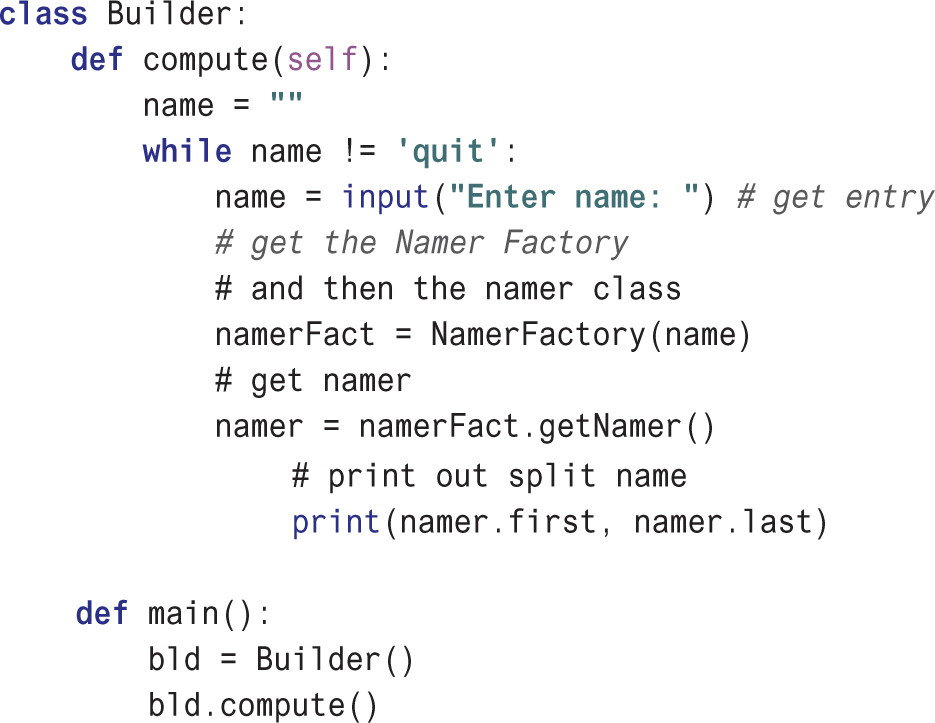 class Builder:
    def compute(self):
        name = ""
        while name != 'quit':
            name = input("Enter name: ") # get entry
            # get the Namer Factory
            # and then the namer class
            namerFact = NamerFactory(name)
            # get namer
            namer = namerFact.getNamer()
                # print out split name
                print(namer.first, namer.last)

    def main():
        bld = Builder()
        bld.compute()